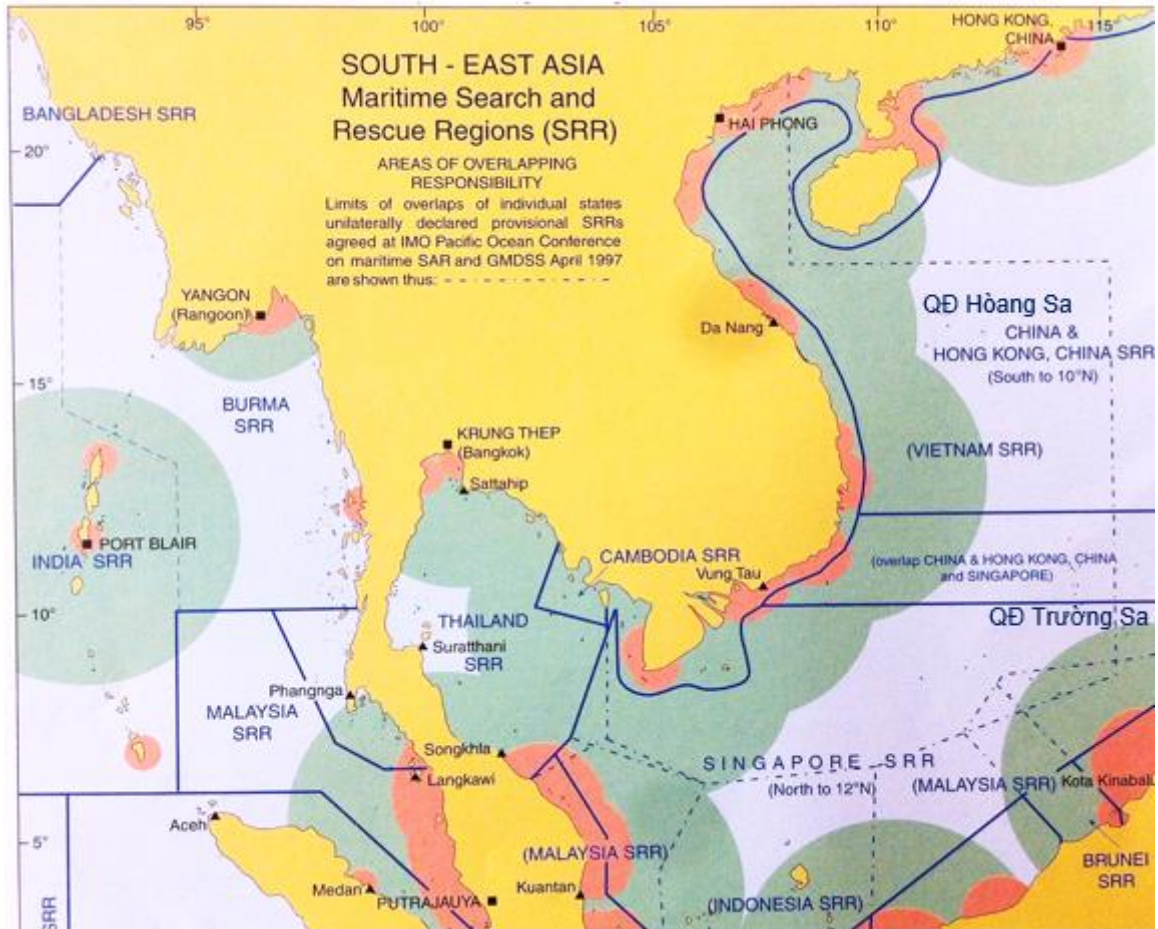 95°
100°
105°
110°
115°
HONG KONG,
CHINA
SOUTH - EAST ASIA
Maritime Search and
Rescue Regions (SRR)
AREAS OF OVERLAPPING
RESPONSIBILITY
Limits of overlaps of individual states
unilaterally declared provisional SRRs
agreed at IMO Pacific Ocean Conference
on maritime SAR and GMDSS April 1997
are shown thus:
BANGLADESH SRR
HAI PHONG
20°
YANGON
(Rangoon)
Da Nang
QĐ Hòang Sa
CHINA &
HONG KONG, CHINA SRR
(South to 10°N)
15°
BURMA
SRR
KRUNG THEP
(Bangkok)
Sattahip
(VIETNAM SRR)
PORT BLAIR
INDIA SRR
CAMBODIA SRR
Vung Tau
(overlap CHINA & HONG KONG, CHINA
and SINGAPORE)
10°
THAILAND
SRR
Suratthani
QĐ Trường Sa
Phangnga
MALAYSIA
SRR
Songkhla
Langkawi
SINGAPORE SRR
(North to 12°N)
(MALAYSIA SRR)
Kota Kinabalu
Aceh
5°
(MALAYSIA SRR)
BRUNEI
SRR
Medan
PUTRAJAUYA
Kuantan
(INDONESIA SRR)
SRR